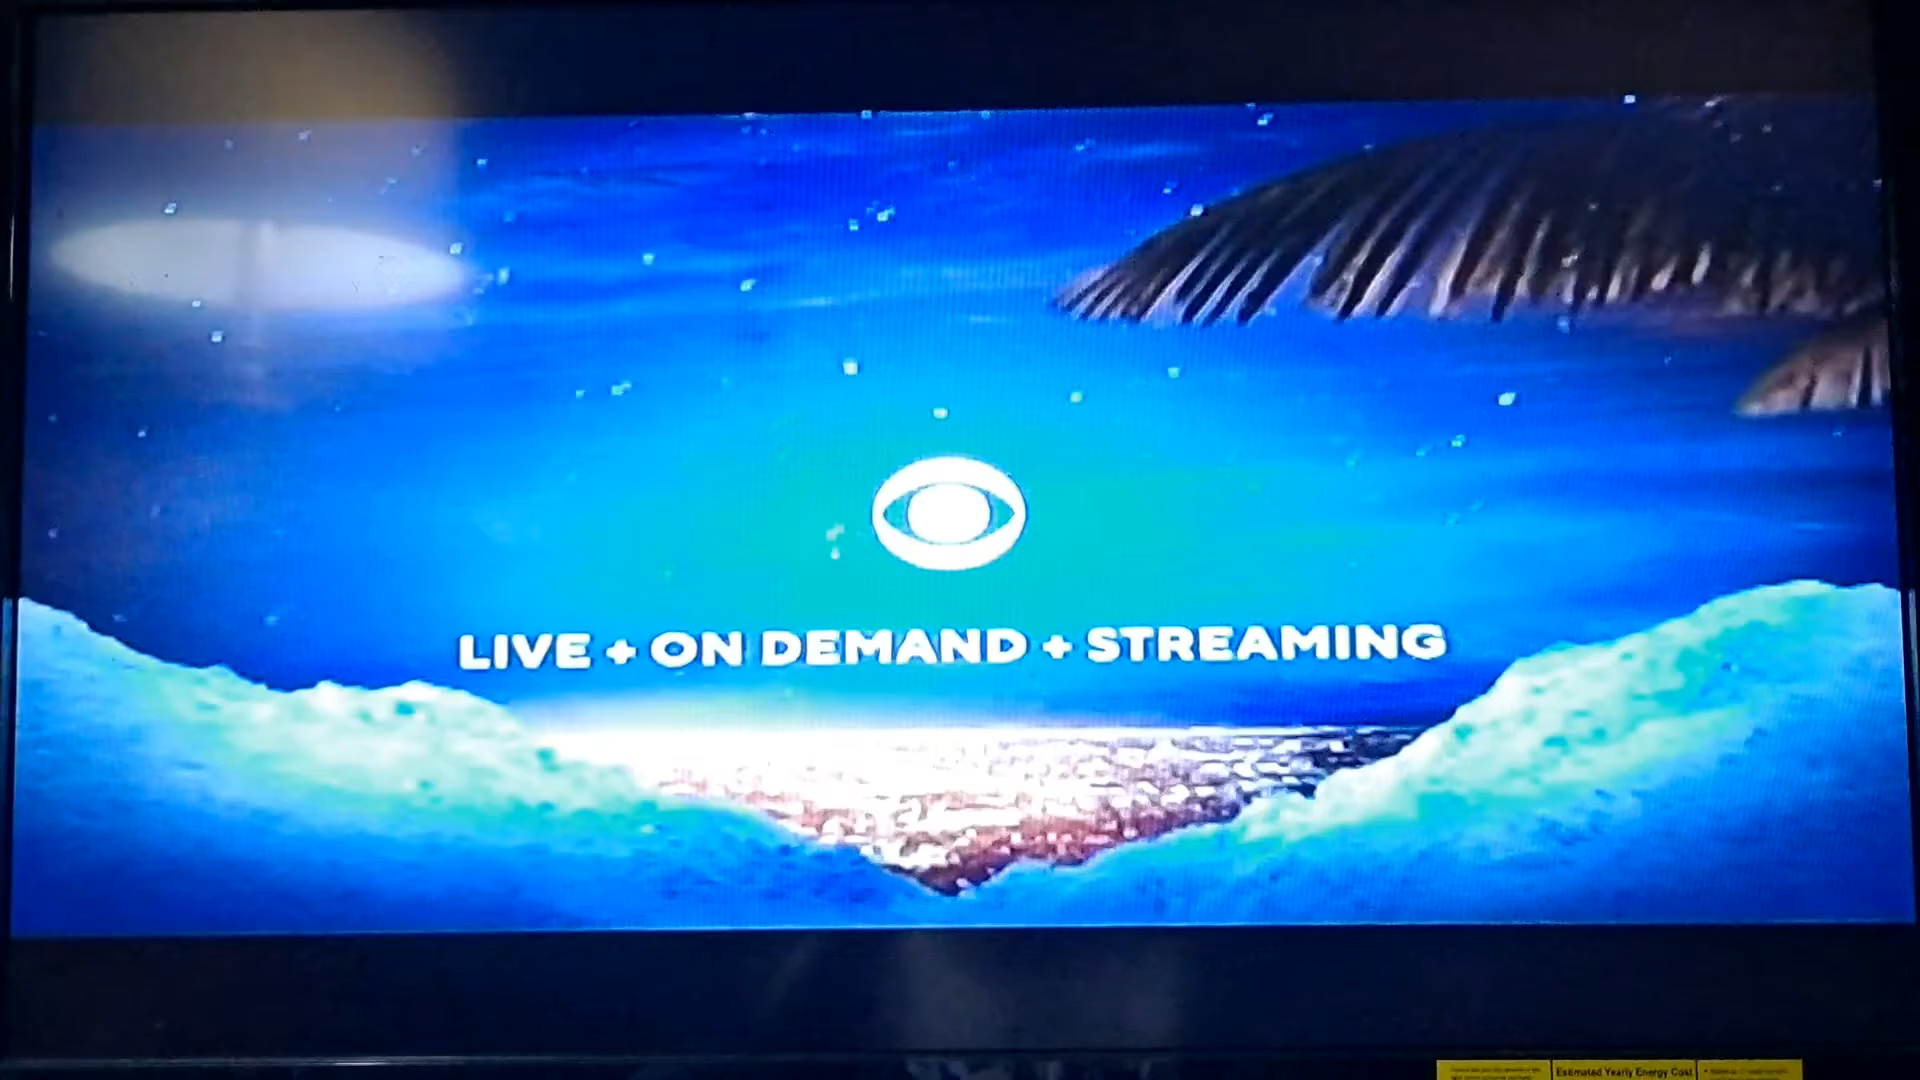 LIVE + ON DEMAND + STREAMING
Estimated Yearly Energy Cost